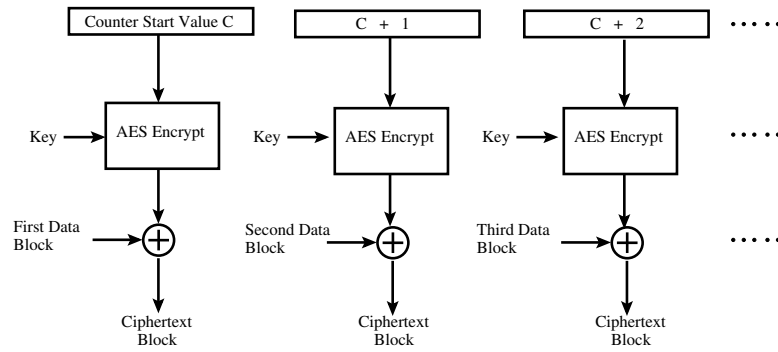 Counter Start Value C
C + 1
C + 2
Key
AES Encrypt
Key
AES Encrypt
Key
AES Encrypt
First Data
Block
Second Data
Block
Third Data
Block
Ciphertext
Block
Ciphertext
Block
Ciphertext
Block